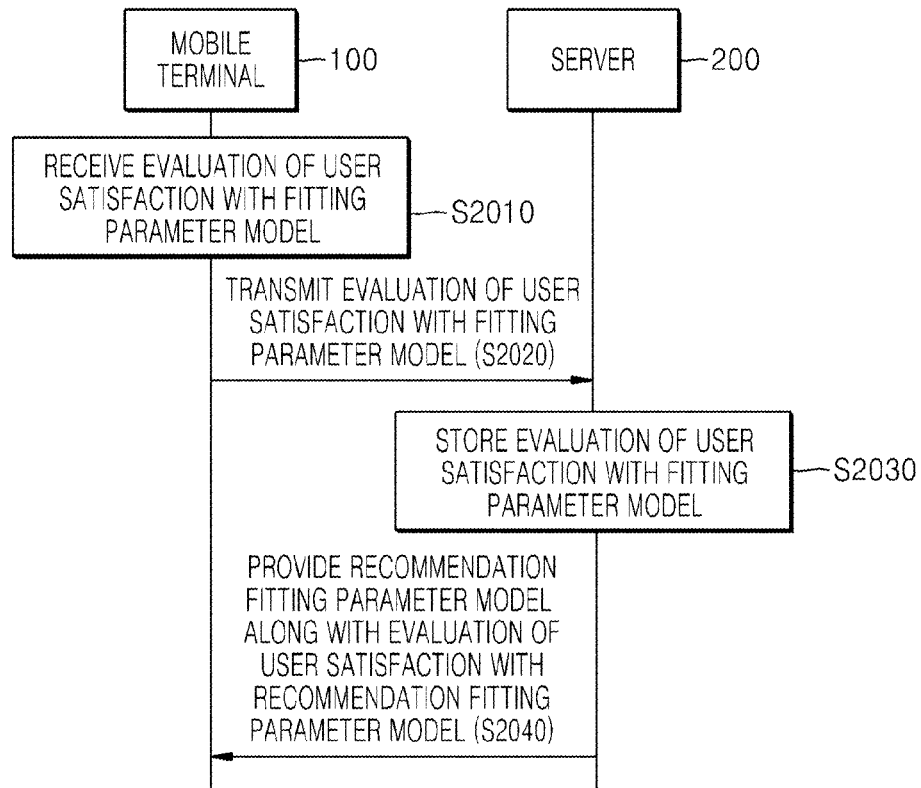 MOBILE
TERMINAL
100
SERVER
200
RECEIVE EVALUATION OF USER
SATISFACTION WITH FITTING
PARAMETER MODEL
S2010
TRANSMIT EVALUATION OF USER
SATISFACTION WITH FITTING
PARAMETER MODEL (S2020)
STORE EVALUATION OF USER
SATISFACTION WITH FITTING
PARAMETER MODEL
S2030
PROVIDE RECOMMENDATION
FITTING PARAMETER MODEL
ALONG WITH EVALUATION OF
USER SATISFACTION WITH
RECOMMENDATION FITTING
PARAMETER MODEL (S2040)